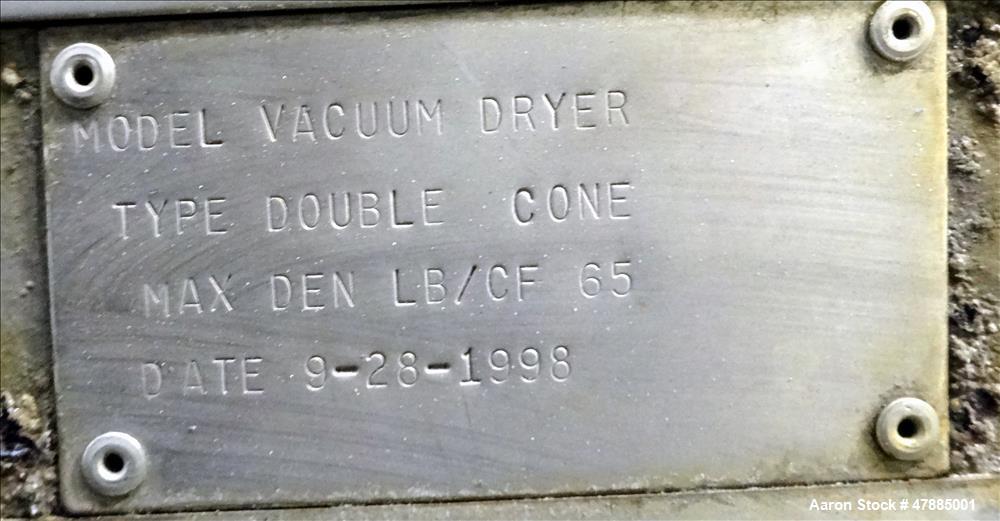 MODEL VACUUM DRYER
TYPE DOUBLE CONE
MAX DEN LB/CF 65
DATE 9-28-1998
Aaron Stock # 47885001